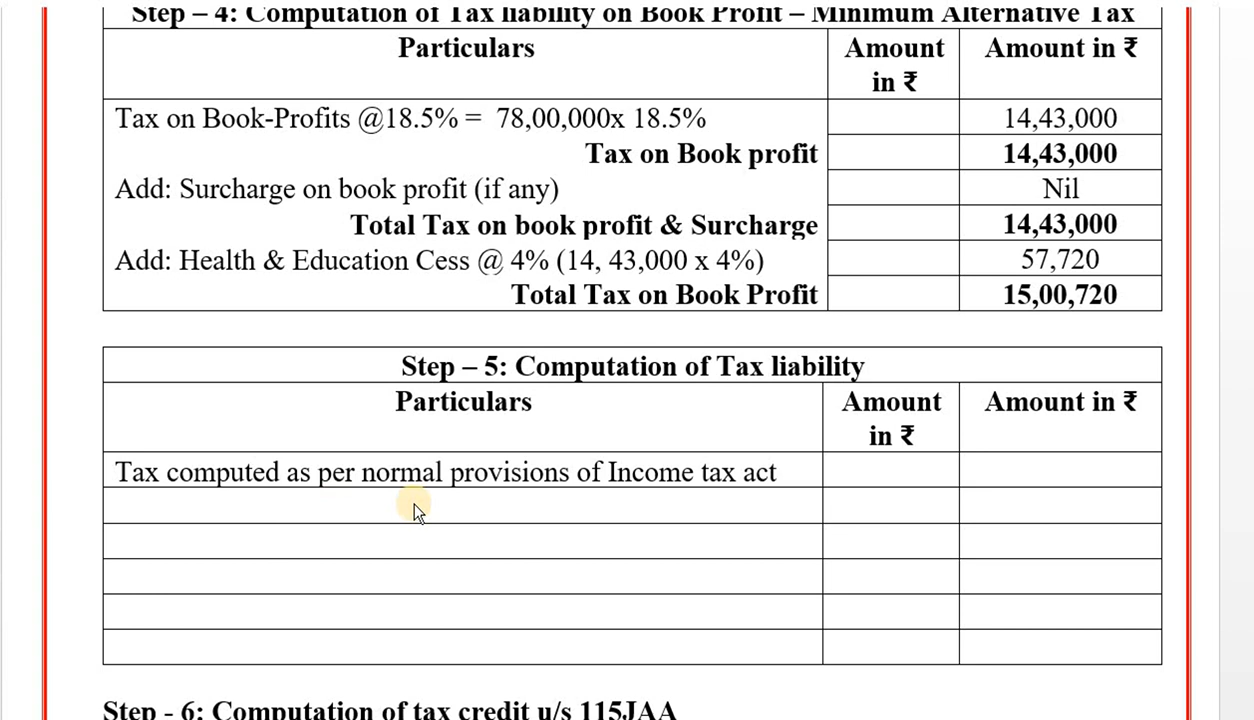 Step – 4: Computation of Tax liability on Book Profit – Minimum Alternative Tax
Particulars
Amount in ₹
Amount in ₹
Tax on Book-Profits @18.5% = 78,00,000x 18.5%
14,43,000
Tax on Book profit
14,43,000
Add: Surcharge on book profit (if any)
Nil
Total Tax on book profit & Surcharge
14,43,000
Add: Health & Education Cess @ 4% (14, 43,000 x 4%)
57,720
Total Tax on Book Profit
15,00,720
Step – 5: Computation of Tax liability
Particulars
Amount in ₹
Amount in ₹
Tax computed as per normal provisions of Income tax act
Step - 6: Computation of tax credit u/s 115JAA